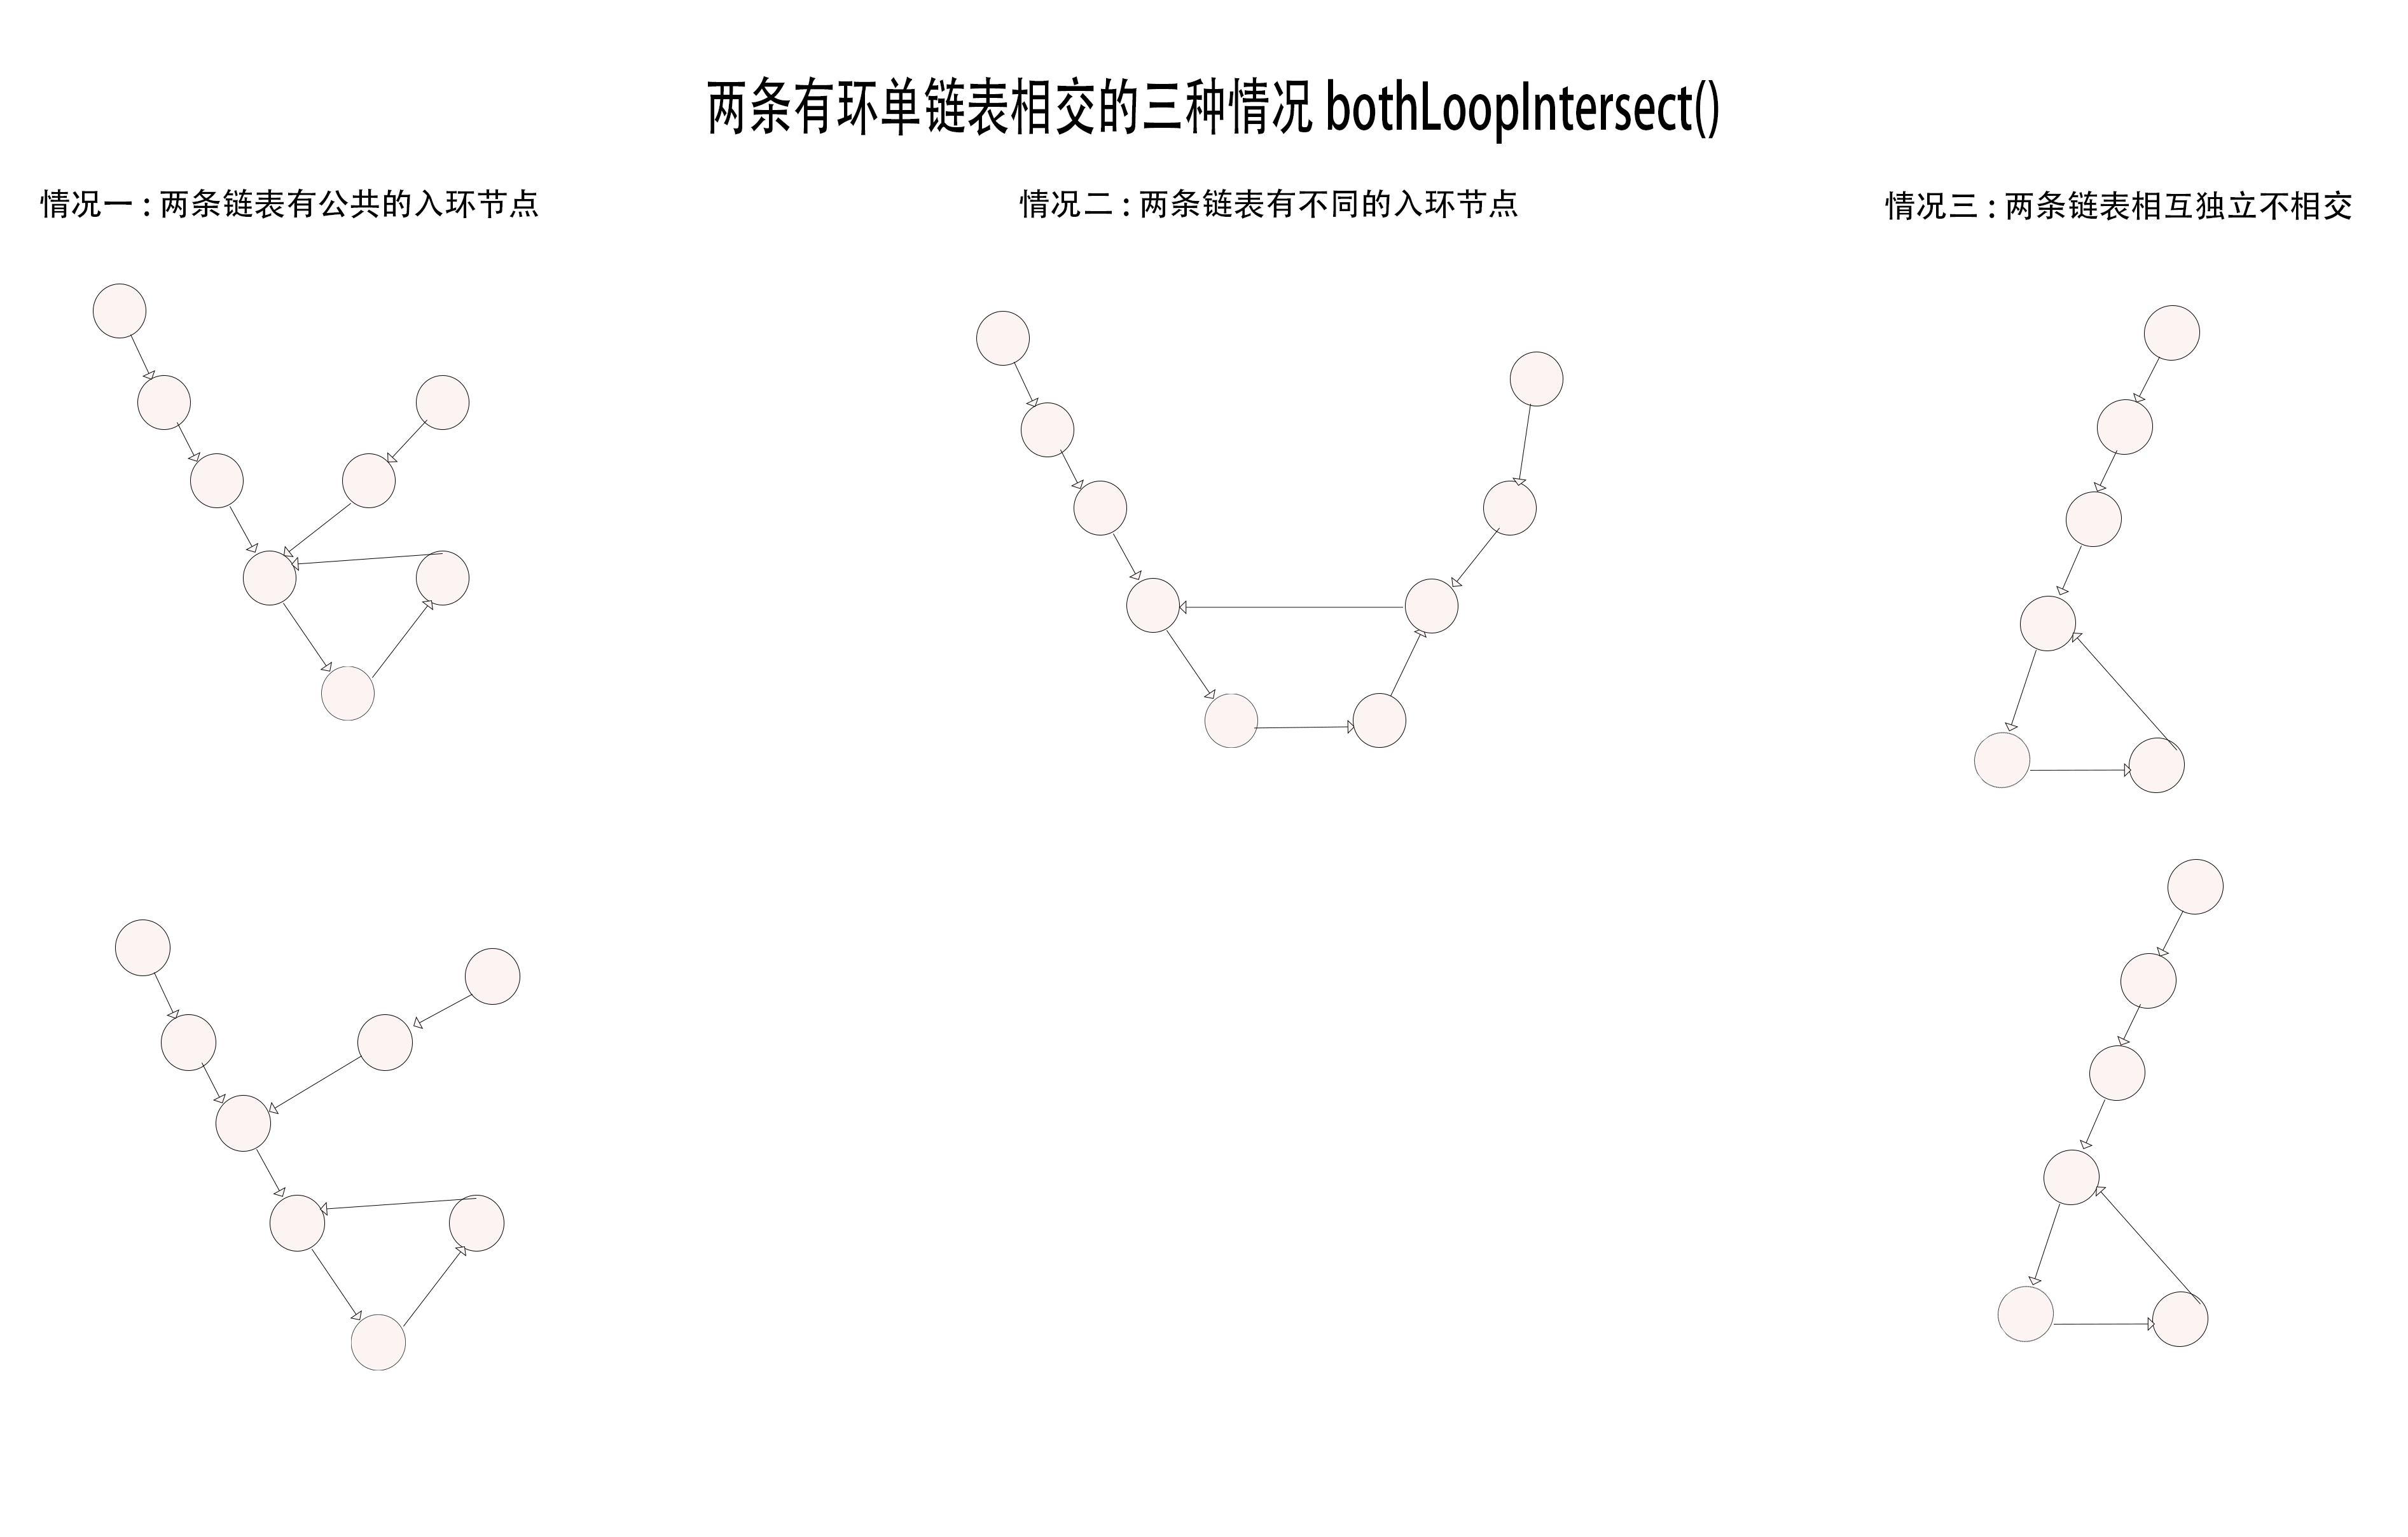 两条有环单链表相交的三种情况 bothLoopIntersect()
情况一：两条链表有公共的入环节点
情况二：两条链表有不同的入环节点
情况三：两条链表相互独立不相交